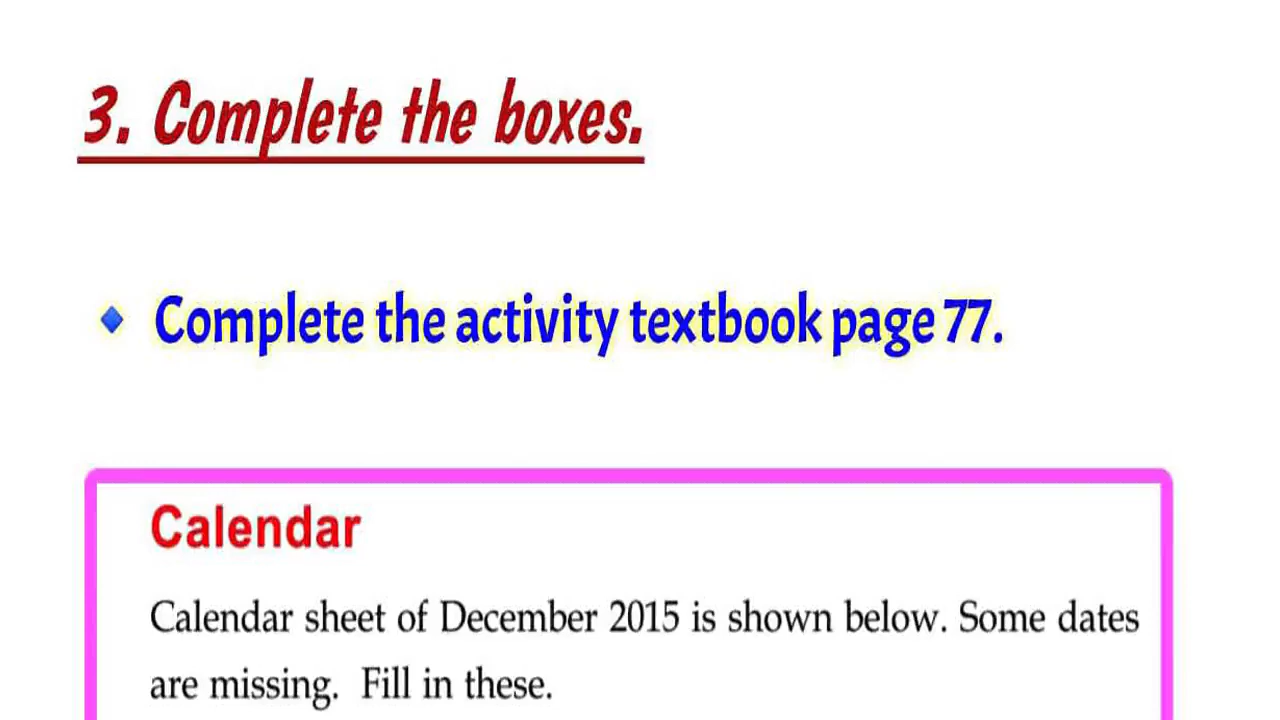 3. Complete the boxes.
Complete the activity textbook page 77.
Calendar
Calendar sheet of December 2015 is shown below. Some dates
are missing. Fill in these.